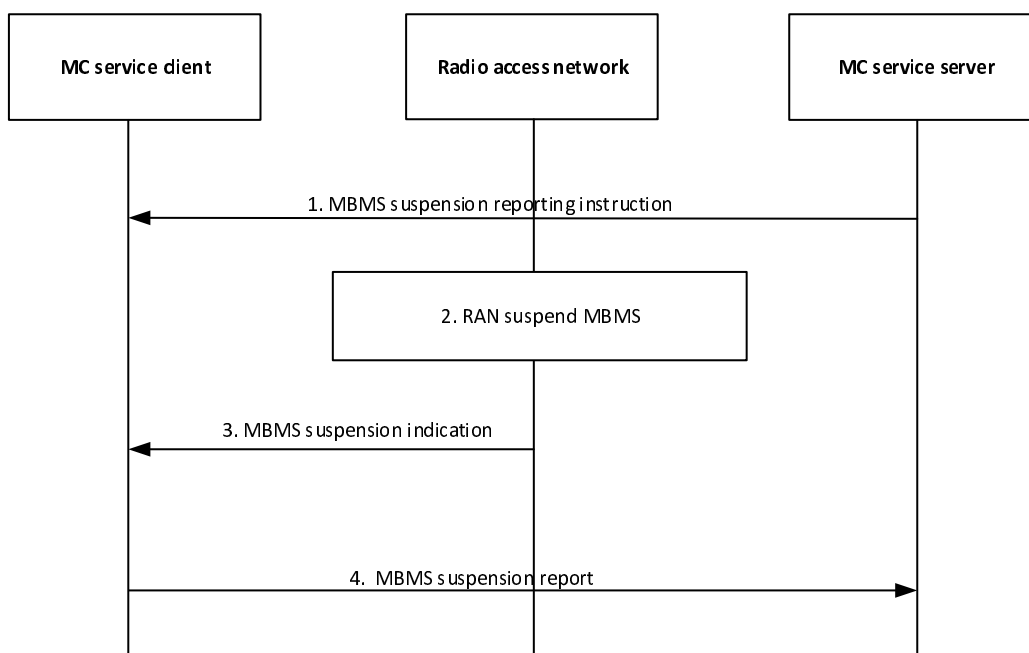 MC service client
Radio access network
MC service server
1. MBMS suspension reporting instruction
2. RAN suspend MBMS
3. MBMS suspension indication
4. MBMS suspension report